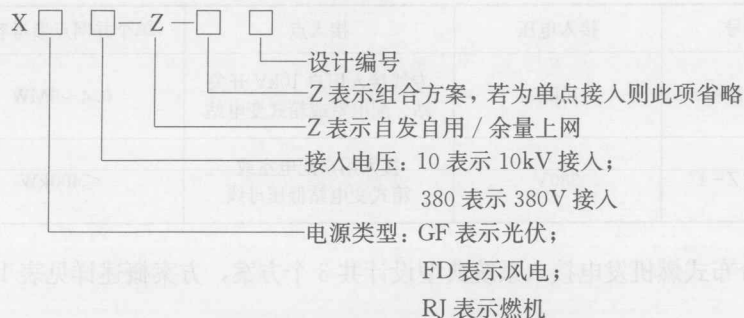 X□□Z－□ □
设计编号
Z表示组合方案，若为单点接入则此项省略
Z表示自发自用/余量上网
接入电压：10表示10kV接入；
380表示380V接入
电源类型：GF表示光伏；
FD表示风电；
RJ表示燃机